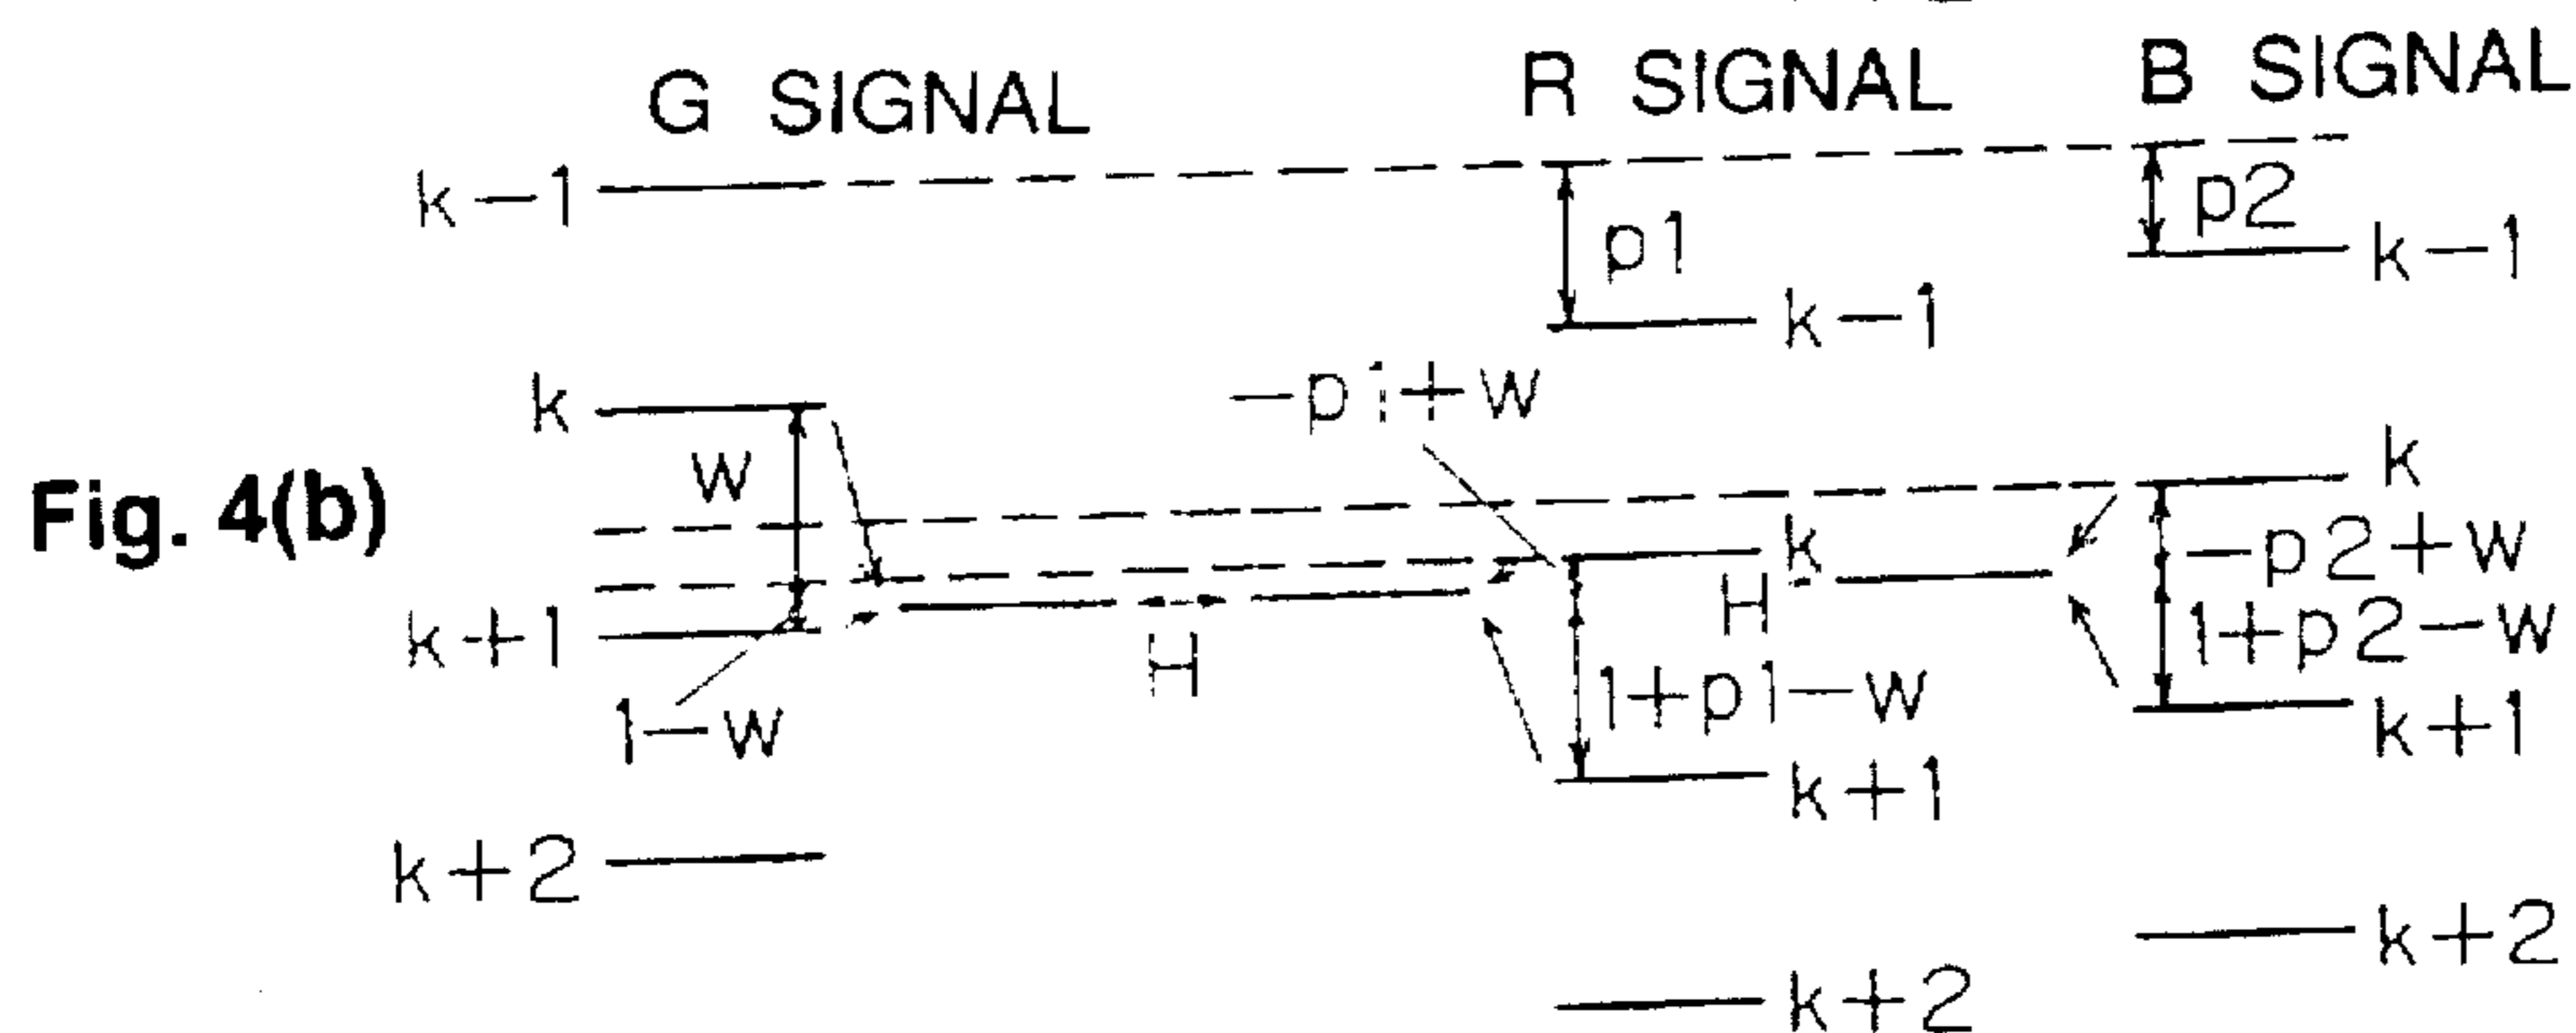 G SIGNAL R SIGNAL B SIGNAL
k−1
p1
p2
k−1
k−1
−p1+w
k
w
k
Fig. 4(b)
k
−p2+w
H
H
1+p2−w
k+1
1+p1−w
1−w
k+1
k+1
k+2
k+2
k+2